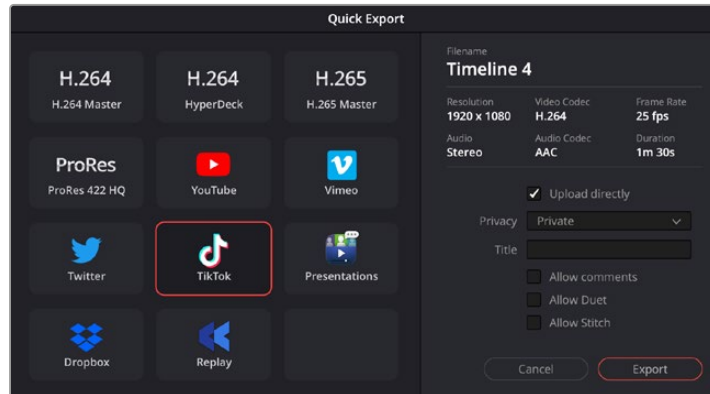 Quick Export
H.264
H.264 Master
H.264
HyperDeck
H.265
H.265 Master
ProRes
ProRes 422 HQ
YouTube
Vimeo
Twitter
TikTok
Presentations
Dropbox
Replay
Filename
Timeline 4
Resolution Video Codec Frame Rate
1920 x 1080 H.264 25 fps
Audio Audio Codec Duration
Stereo AAC 1m 30s
Upload directly
Privacy Private
Title
Allow comments
Allow Duet
Allow Stitch
Cancel Export